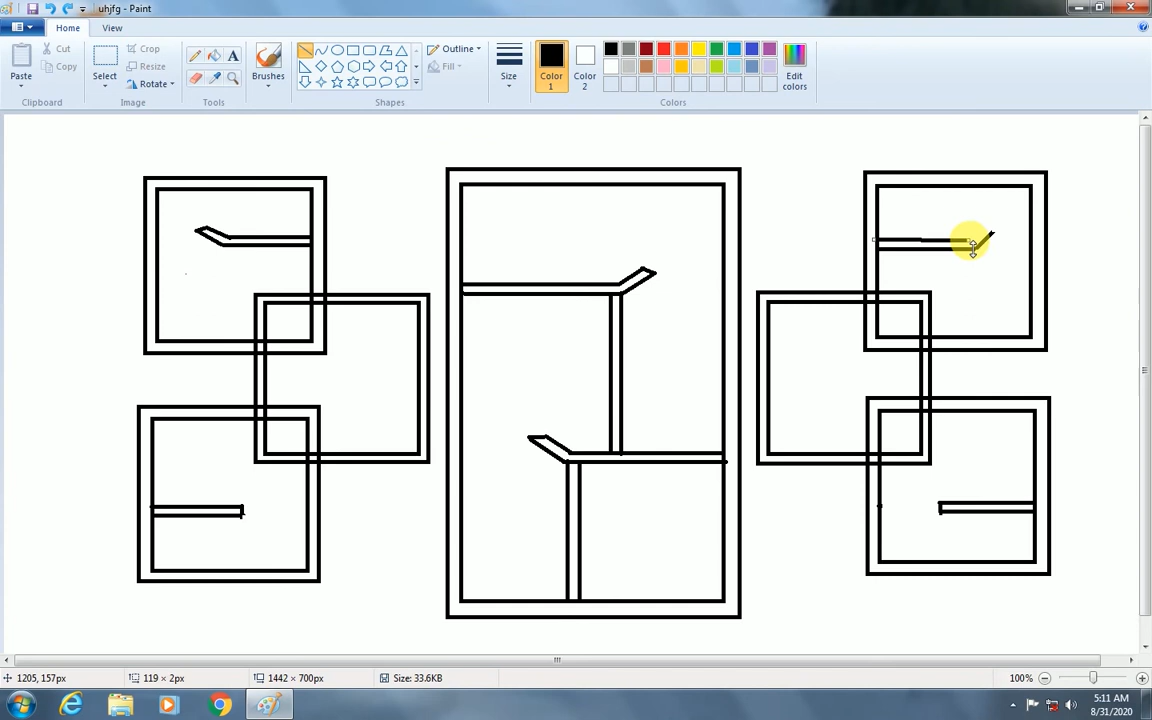 uhjfg - Paint
Home
View
Paste
Cut
Copy
Clipboard
Select
Crop
Resize
Rotate
Image
Tools
Brushes
Shapes
Outline
Fill
Size
Color
1
Color
2
Colors
Edit
colors
1205, 157px
119 × 2px
1442 × 700px
Size: 33.6KB
100%
5:11 AM
8/31/2020